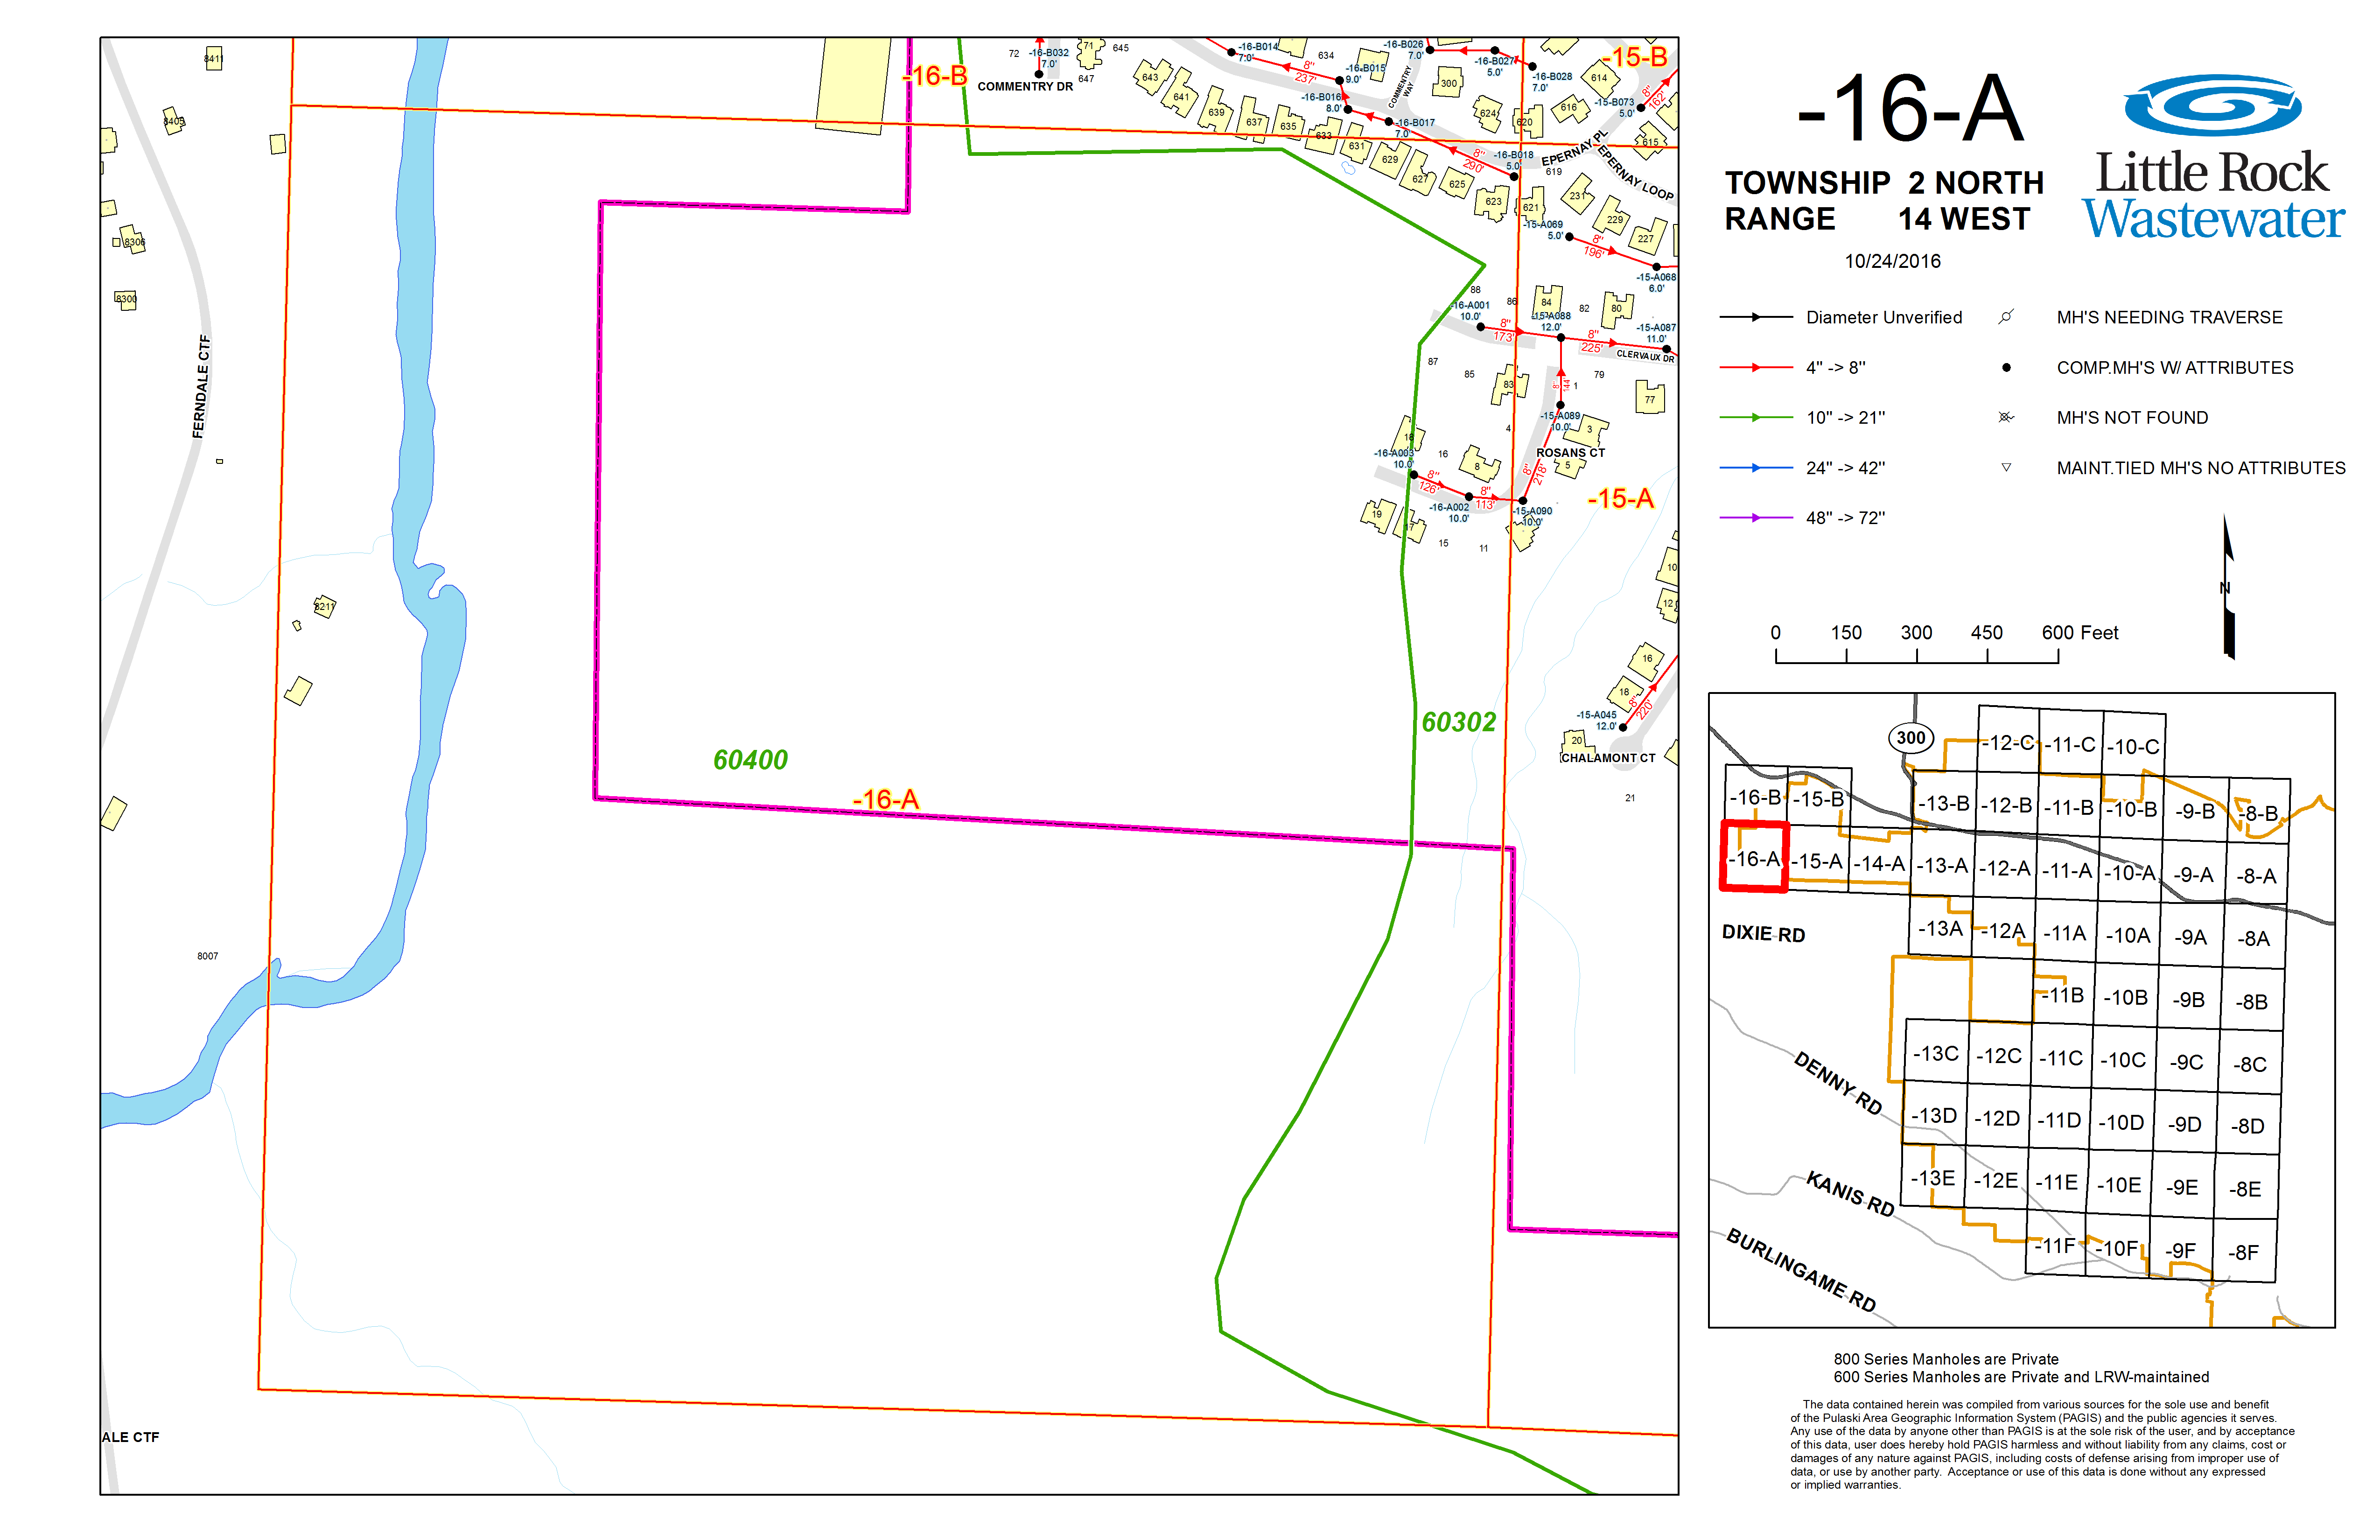 -16-A
TOWNSHIP 2 NORTH
RANGE 14 WEST
10/24/2016
Little Rock
Wastewater
Diameter Unverified
4" -> 8"
10" -> 21"
24" -> 42"
48" -> 72"
MH'S NEEDING TRAVERSE
COMP.MH'S W/ ATTRIBUTES
MH'S NOT FOUND
MAINT.TIED MH'S NO ATTRIBUTES
N
0 150 300 450 600 Feet
8411
8405
8306
8300
FERNDALE CTF
8211
8007
ALE CTF
-16-B
72
-16-B032
7.0'
COMMENTRY DR
71
645
647
643
641
639
637
635
633
631
629
627
625
623
621
-16-B014
7.0'
8"
237'
634
-16-B015
9.0'
-16-B016
8.0'
-16-B017
7.0'
COMMENTRY
WAY
-16-B026
7.0'
300
-16-B027
5.0'
-16-B028
7.0'
614
616
624
620
615
-15-B
-15-B073
5.0'
8"
162'
8"
290'
-16-B018
5.0'
EPERNAY PL
EPERNAY LOOP
619
231
229
227
-15-A069
5.0'
8"
196'
-15-A068
6.0'
88
86
84
82
80
-16-A001
10.0'
8"
173'
-15-A088
12.0'
8"
225'
-15-A087
11.0'
CLERVAUX DR
87
85
83
79
77
8"
144'
1
-15-A089
10.0'
3
4
5
ROSANS CT
18
16
8
-16-A003
10.0'
8"
126'
8"
113'
8"
218'
-16-A002
10.0'
-15-A090
10.0'
19
17
15
11
-15-A
10
12
16
18
8"
220'
-15-A045
12.0'
20
CHALAMONT CT
21
60302
60400
-16-A
300
-12-C -11-C -10-C
-16-B -15-B -13-B -12-B -11-B -10-B -9-B -8-B
-16-A -15-A -14-A -13-A -12-A -11-A -10-A -9-A -8-A
DIXIE RD
-13A -12A -11A -10A -9A -8A
-11B -10B -9B -8B
-13C -12C -11C -10C -9C -8C
DENNY RD
-13D -12D -11D -10D -9D -8D
KANIS RD
-13E -12E -11E -10E -9E -8E
BURLINGAME RD
-11F -10F -9F -8F
800 Series Manholes are Private
600 Series Manholes are Private and LRW-maintained
The data contained herein was compiled from various sources for the sole use and benefit
of the Pulaski Area Geographic Information System (PAGIS) and the public agencies it serves.
Any use of the data by anyone other than PAGIS is at the sole risk of the user, and by acceptance
of this data, user does hereby hold PAGIS harmless and without liability from any claims, cost or
damages of any nature against PAGIS, including costs of defense arising from improper use of
data, or use by another party. Acceptance or use of this data is done without any expressed
or implied warranties.